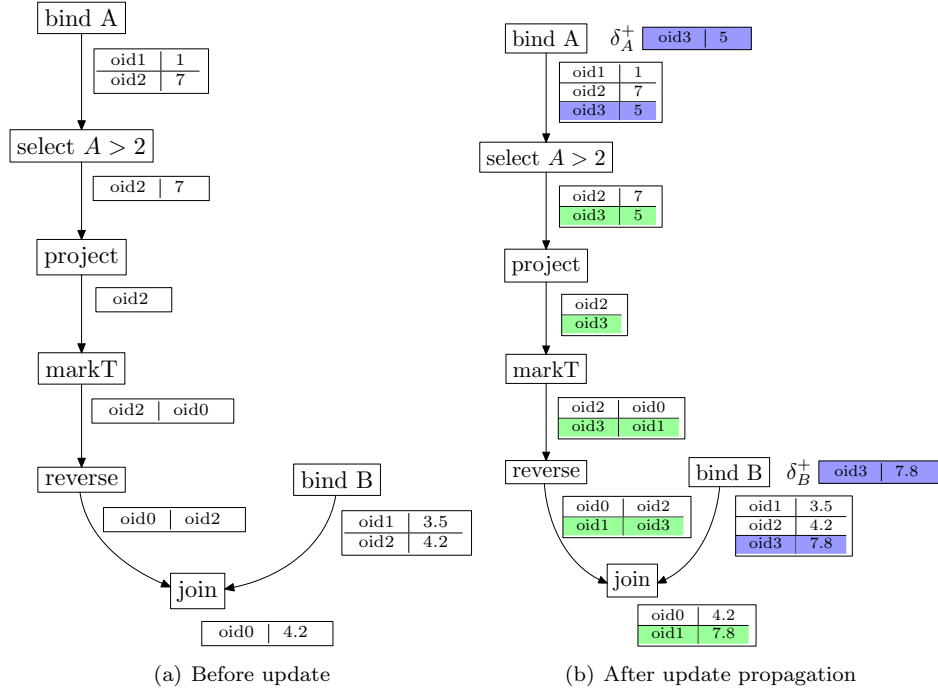 bind A
oid1 1
oid2 7
select A > 2
oid2 7
project
oid2
markT
oid2 oid0
reverse
bind B
oid0 oid2
oid1 3.5
oid2 4.2
join
oid0 4.2
(a) Before update
bind A
δ_A^+ oid3 5
oid1 1
oid2 7
oid3 5
select A > 2
oid2 7
oid3 5
project
oid2
oid3
markT
oid2 oid0
oid3 oid1
reverse
bind B
δ_B^+ oid3 7.8
oid0 oid2
oid1 oid3
oid1 3.5
oid2 4.2
oid3 7.8
join
oid0 4.2
oid1 7.8
(b) After update propagation